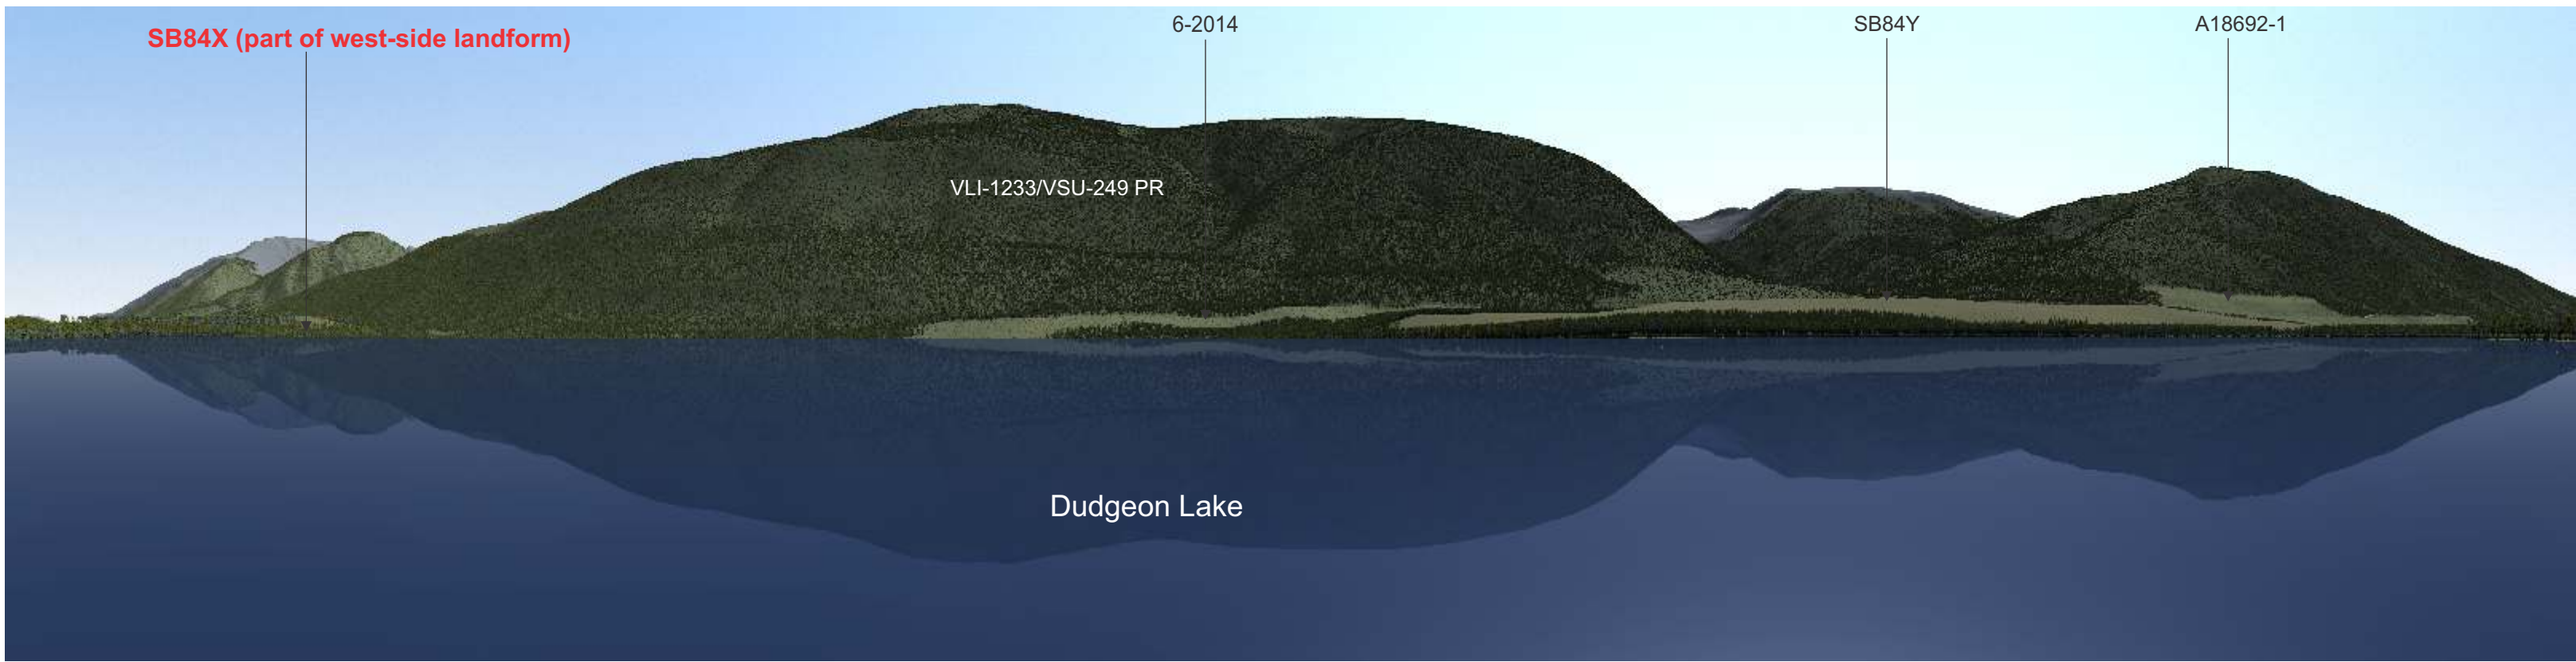 SB84X (part of west-side landform)
6-2014
SB84Y
A18692-1
VLI-1233/VSU-249 PR
Dudgeon Lake